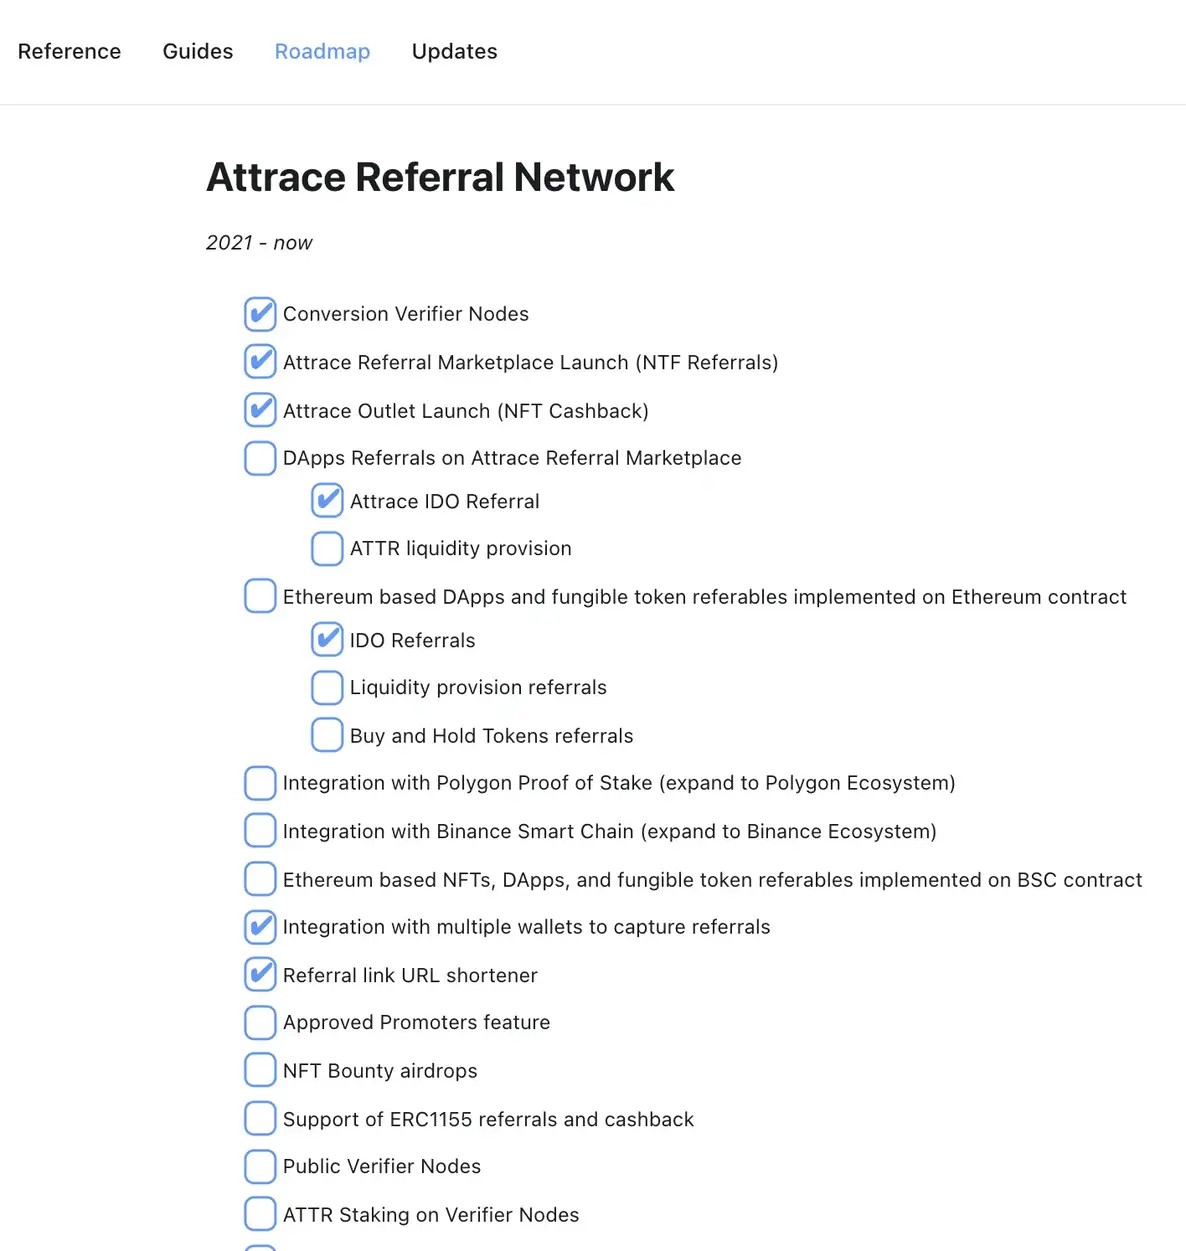 Reference Guides Roadmap Updates
Attrace Referral Network
2021 - now
Conversion Verifier Nodes
Attrace Referral Marketplace Launch (NTF Referrals)
Attrace Outlet Launch (NFT Cashback)
DApps Referrals on Attrace Referral Marketplace
Attrace IDO Referral
ATTR liquidity provision
Ethereum based DApps and fungible token referables implemented on Ethereum contract
IDO Referrals
Liquidity provision referrals
Buy and Hold Tokens referrals
Integration with Polygon Proof of Stake (expand to Polygon Ecosystem)
Integration with Binance Smart Chain (expand to Binance Ecosystem)
Ethereum based NFTs, DApps, and fungible token referables implemented on BSC contract
Integration with multiple wallets to capture referrals
Referral link URL shortener
Approved Promoters feature
NFT Bounty airdrops
Support of ERC1155 referrals and cashback
Public Verifier Nodes
ATTR Staking on Verifier Nodes